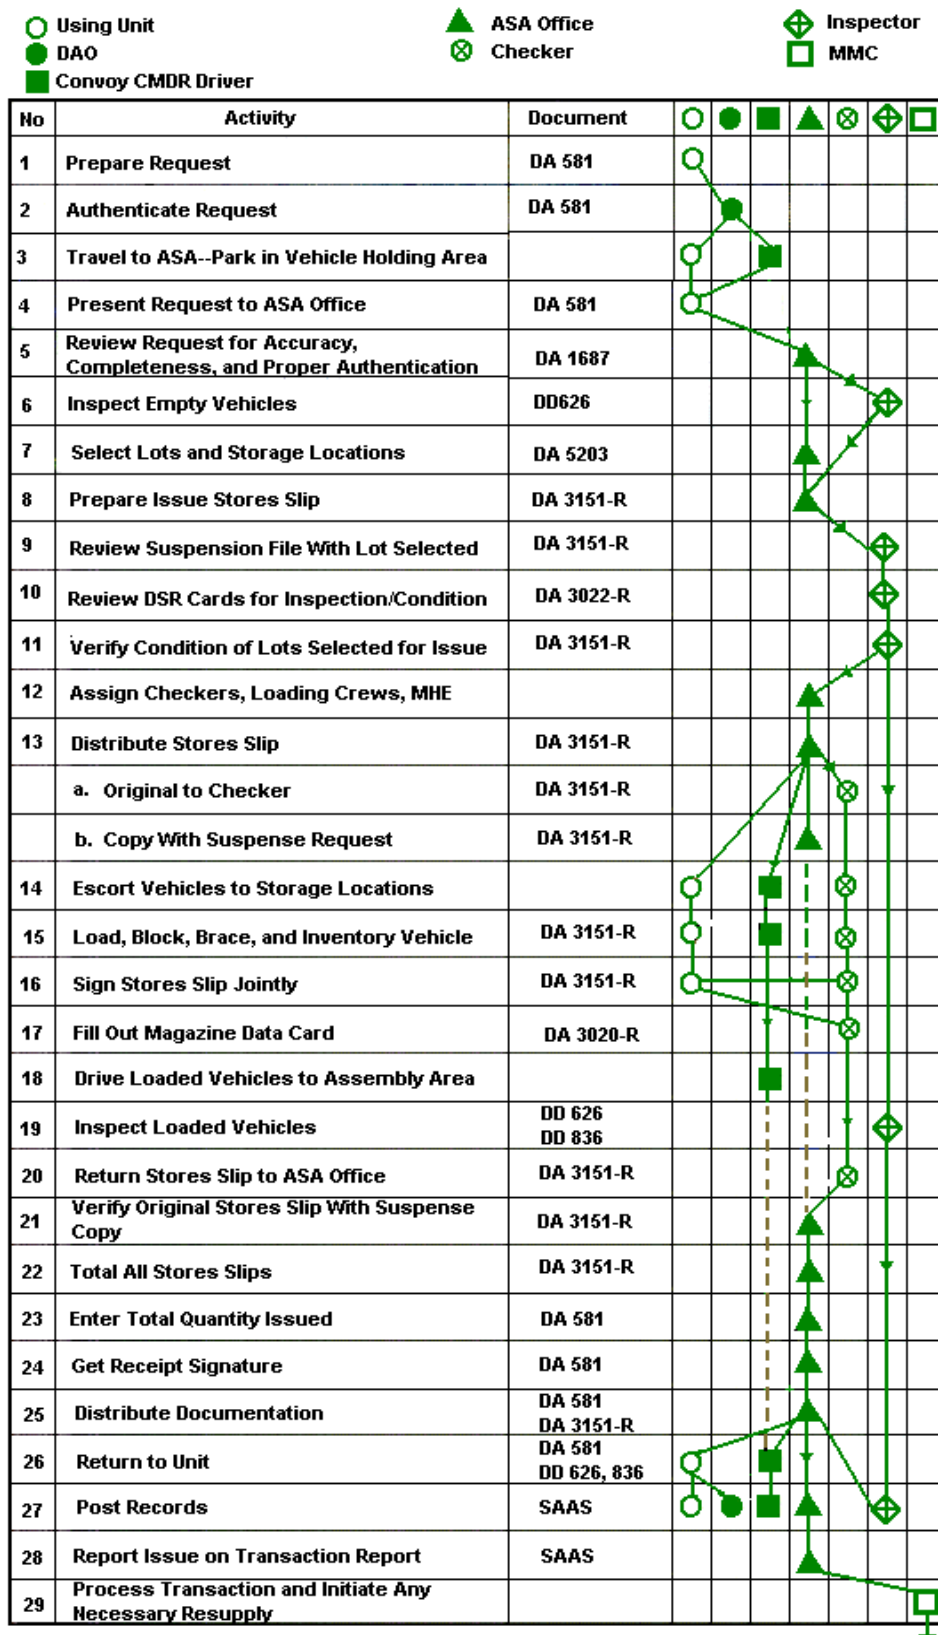 Using Unit ASA Office Inspector
DAO Checker MMC
Convoy CMDR Driver
No Activity Document
1 Prepare Request DA 581
2 Authenticate Request DA 581
3 Travel to ASA--Park in Vehicle Holding Area
4 Present Request to ASA Office DA 581
5 Review Request for Accuracy,
Completeness, and Proper Authentication DA 1687
6 Inspect Empty Vehicles DD626
7 Select Lots and Storage Locations DA 5203
8 Prepare Issue Stores Slip DA 3151-R
9 Review Suspension File With Lot Selected DA 3151-R
10 Review DSR Cards for Inspection/Condition DA 3022-R
11 Verify Condition of Lots Selected for Issue DA 3151-R
12 Assign Checkers, Loading Crews, MHE
13 Distribute Stores Slip DA 3151-R
a. Original to Checker DA 3151-R
b. Copy With Suspense Request DA 3151-R
14 Escort Vehicles to Storage Locations
15 Load, Block, Brace, and Inventory Vehicle DA 3151-R
16 Sign Stores Slip Jointly DA 3151-R
17 Fill Out Magazine Data Card DA 3020-R
18 Drive Loaded Vehicles to Assembly Area
19 Inspect Loaded Vehicles DD 626
DD 836
20 Return Stores Slip to ASA Office DA 3151-R
21 Verify Original Stores Slip With Suspense
Copy DA 3151-R
22 Total All Stores Slips DA 3151-R
23 Enter Total Quantity Issued DA 581
24 Get Receipt Signature DA 581
25 Distribute Documentation DA 581
DA 3151-R
26 Return to Unit DA 581
DD 626, 836
27 Post Records SAAS
28 Report Issue on Transaction Report SAAS
29 Process Transaction and Initiate Any
Necessary Resupply